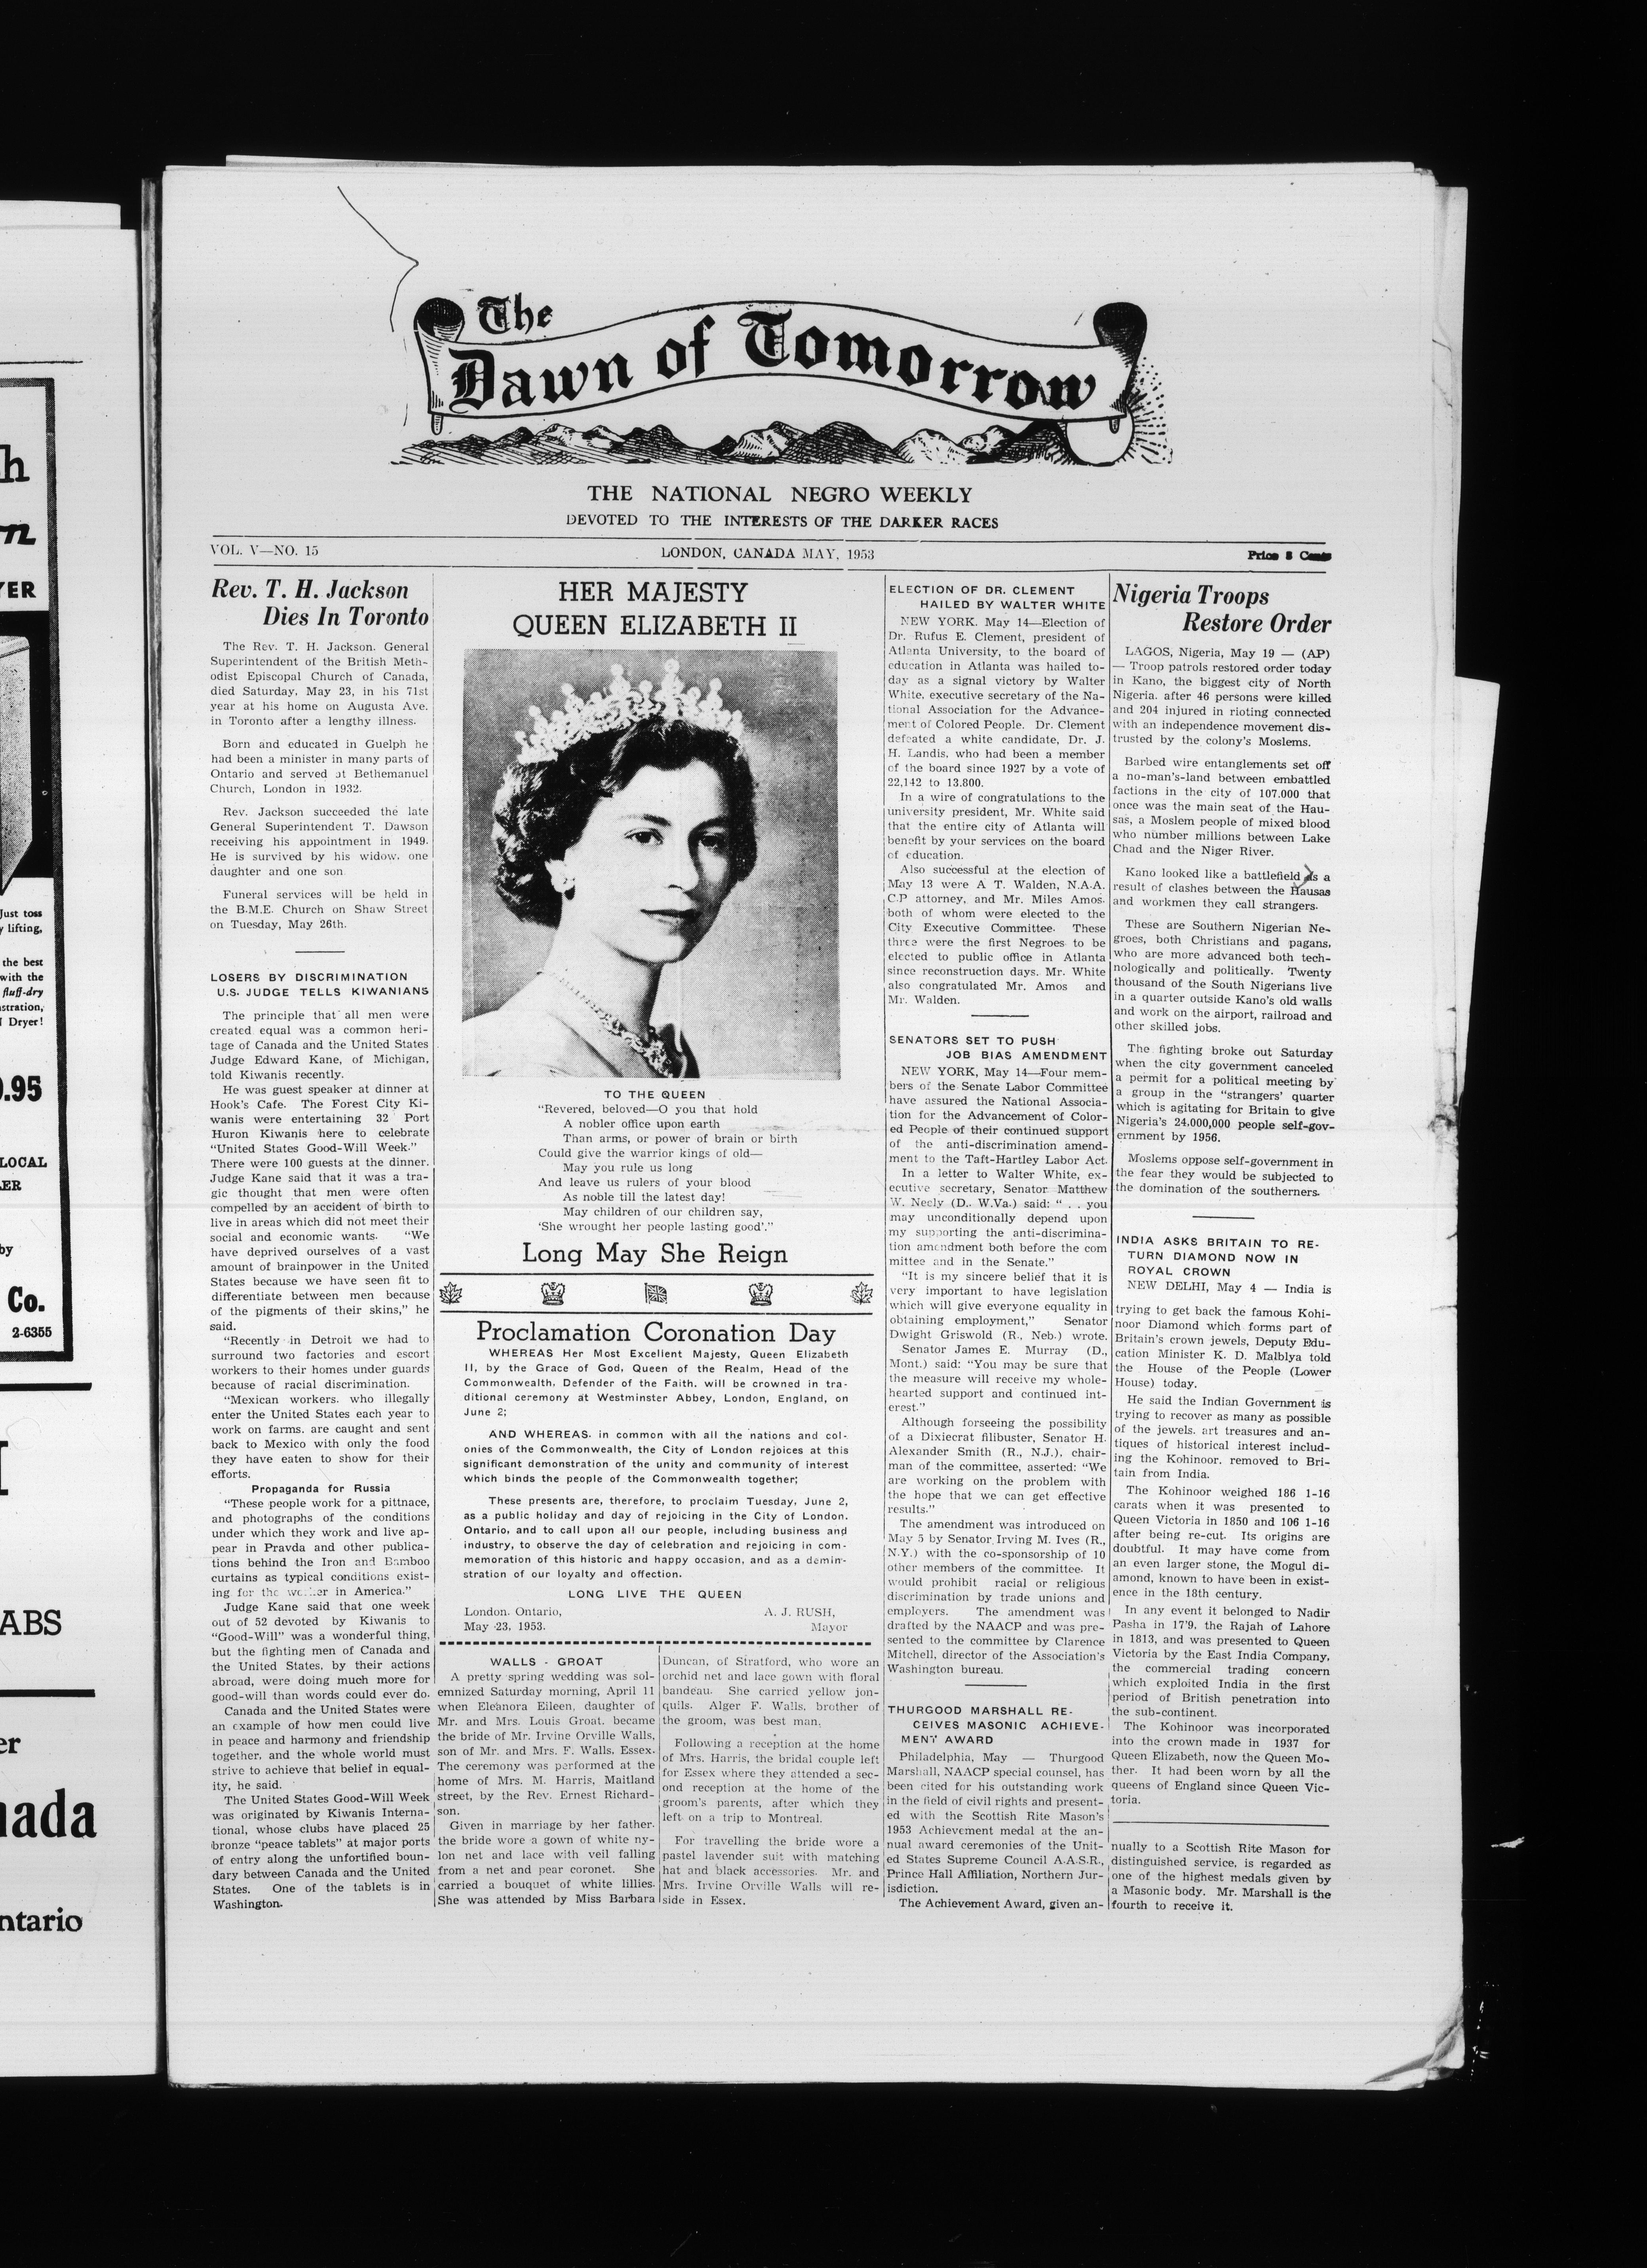 h
n
YER
Just toss
y lifting,
the best
with the
fluff-dry
stration,
Dryer!
0.95
LOCAL
ER
by
Co.
2-6355
ABS
er
nada
ntario
The
Dawn of Tomorrow
THE NATIONAL NEGRO WEEKLY
DEVOTED TO THE INTERESTS OF THE DARKER RACES
VOL. V—NO. 15
LONDON, CANADA MAY, 1953
Price 5 Cents
Rev. T. H. Jackson
Dies In Toronto
The Rev. T. H. Jackson. General
Superintendent of the British Meth-
odist Episcopal Church of Canada,
died Saturday, May 23, in his 71st
year at his home on Augusta Ave.
in Toronto after a lengthy illness.
Born and educated in Guelph he
had been a minister in many parts of
Ontario and served at Bethemanuel
Church, London in 1932.
Rev. Jackson succeeded the late
General Superintendent T. Dawson
receiving his appointment in 1949.
He is survived by his widow, one
daughter and one son
Funeral services will be held in
the B.M.E. Church on Shaw Street
on Tuesday, May 26th.
LOSERS BY DISCRIMINATION
U.S. JUDGE TELLS KIWANIANS
The principle that all men were
created equal was a common heri-
tage of Canada and the United States
Judge Edward Kane, of Michigan,
told Kiwanis recently.
He was guest speaker at dinner at
Hook's Cafe. The Forest City Ki-
wanis were entertaining 32 Port
Huron Kiwanis here to celebrate
"United States Good-Will Week."
There were 100 guests at the dinner.
Judge Kane said that it was a tra-
gic thought that men were often
compelled by an accident of birth to
live in areas which did not meet their
social and economic wants. "We
have deprived ourselves of a vast
amount of brainpower in the United
States because we have seen fit to
differentiate between men because
of the pigments of their skins," he
said.
"Recently in Detroit we had to
surround two factories and escort
workers to their homes under guards
because of racial discrimination.
"Mexican workers. who illegally
enter the United States each year to
work on farms. are caught and sent
back to Mexico with only the food
they have eaten to show for their
efforts.
Propaganda for Russia
"These people work for a pittnace,
and photographs of the conditions
under which they work and live ap-
pear in Pravda and other publica-
tions behind the Iron and Bamboo
curtains as typical conditions exist-
ing for the worker in America."
Judge Kane said that one week
out of 52 devoted by Kiwanis to
"Good-Will" was a wonderful thing,
but the fighting men of Canada and
the United States, by their actions
abroad, were doing much more for
good-will than words could ever do.
Canada and the United States were
an example of how men could live
in peace and harmony and friendship
together, and the whole world must
strive to achieve that belief in equal-
ity, he said.
The United States Good-Will Week
was originated by Kiwanis Interna-
tional, whose clubs have placed 25
bronze "peace tablets" at major ports
of entry along the unfortified boun-
dary between Canada and the United
States. One of the tablets is in
Washington.
HER MAJESTY
QUEEN ELIZABETH II
TO THE QUEEN
"Revered, beloved—O you that hold
A nobler office upon earth
Than arms, or power of brain or birth
Could give the warrior kings of old—
May you rule us long
And leave us rulers of your blood
As noble till the latest day!
May children of our children say,
'She wrought her people lasting good'."
Long May She Reign
Proclamation Coronation Day
WHEREAS Her Most Excellent Majesty, Queen Elizabeth
II, by the Grace of God, Queen of the Realm, Head of the
Commonwealth, Defender of the Faith. will be crowned in tra-
ditional ceremony at Westminster Abbey, London, England, on
June 2;
AND WHEREAS. in common with all the nations and col-
onies of the Commonwealth, the City of London rejoices at this
significant demonstration of the unity and community of interest
which binds the people of the Commonwealth together;
These presents are, therefore, to proclaim Tuesday, June 2,
as a public holiday and day of rejoicing in the City of London.
Ontario, and to call upon all our people, including business and
industry, to observe the day of celebration and rejoicing in com-
memoration of this historic and happy occasion, and as a demin-
stration of our loyalty and offection.
LONG LIVE THE QUEEN
London. Ontario,
A. J. RUSH,
May 23, 1953.
Mayor
WALLS - GROAT
A pretty spring wedding was sol-
emnized Saturday morning, April 11
when Eleanora Eileen, daughter of
Mr. and Mrs. Louis Groat. became
the bride of Mr. Irvine Orville Walls,
son of Mr. and Mrs. F. Walls, Essex.
The ceremony was performed at the
home of Mrs. M. Harris, Maitland
street, by the Rev. Ernest Richard-
son.
Given in marriage by her father.
the bride wore a gown of white ny-
lon net and lace with veil falling
from a net and pear coronet. She
carried a bouquet of white lillies.
She was attended by Miss Barbara
Duncan, of Stratford, who wore an
orchid net and lace gown with floral
bandeau. She carried yellow jon-
quils. Alger F. Walls, brother of
the groom, was best man.
Following a reception at the home
of Mrs. Harris, the bridal couple left
for Essex where they attended a sec-
ond reception at the home of the
groom's parents, after which they
left on a trip to Montreal.
For travelling the bride wore a
pastel lavender suit with matching
hat and black accessories. Mr. and
Mrs. Irvine Orville Walls will re-
side in Essex.
ELECTION OF DR. CLEMENT
HAILED BY WALTER WHITE
NEW YORK. May 14—Election of
Dr. Rufus E. Clement, president of
Atlanta University, to the board of
education in Atlanta was hailed to-
day as a signal victory by Walter
White, executive secretary of the Na-
tional Association for the Advance-
ment of Colored People. Dr. Clement
defeated a white candidate, Dr. J.
H. Landis, who had been a member
of the board since 1927 by a vote of
22,142 to 13.800.
In a wire of congratulations to the
university president, Mr. White said
that the entire city of Atlanta will
benefit by your services on the board
of education.
Also successful at the election of
May 13 were A T. Walden, N.A.A.
C.P attorney, and Mr. Miles Amos.
both of whom were elected to the
City Executive Committee. These
three were the first Negroes to be
elected to public office in Atlanta
since reconstruction days. Mr. White
also congratulated Mr. Amos and
Mr. Walden.
SENATORS SET TO PUSH
JOB BIAS AMENDMENT
NEW YORK, May 14—Four mem-
bers of the Senate Labor Committee
have assured the National Associa-
tion for the Advancement of Color-
ed People of their continued support
of the anti-discrimination amend-
ment to the Taft-Hartley Labor Act.
In a letter to Walter White, ex-
ecutive secretary, Senator Matthew
W. Neely (D.. W.Va.) said: " . . you
may unconditionally depend upon
my supporting the anti-discrimina-
tion amendment both before the com
mittee and in the Senate."
"It is my sincere belief that it is
very important to have legislation
which will give everyone equality in
obtaining employment," Senator
Dwight Griswold (R., Neb.) wrote.
Senator James E. Murray (D.,
Mont.) said: "You may be sure that
the measure will receive my whole-
hearted support and continued int-
erest."
Although forseeing the possibility
of a Dixiecrat filibuster, Senator H.
Alexander Smith (R., N.J.), chair-
man of the committee, asserted: "We
are working on the problem with
the hope that we can get effective
results."
The amendment was introduced on
May 5 by Senator Irving M. Ives (R.,
N.Y.) with the co-sponsorship of 10
other members of the committee. It
would prohibit racial or religious
discrimination by trade unions and
employers. The amendment was
drafted by the NAACP and was pre-
sented to the committee by Clarence
Mitchell, director of the Association's
Washington bureau.
THURGOOD MARSHALL RE-
CEIVES MASONIC ACHIEVE-
MENT AWARD
Philadelphia, May — Thurgood
Marshall, NAACP special counsel, has
been cited for his outstanding work
in the field of civil rights and present-
ed with the Scottish Rite Mason's
1953 Achievement medal at the an-
nual award ceremonies of the Unit-
ed States Supreme Council A.A.S.R.,
Prince Hall Affiliation, Northern Jur-
isdiction.
The Achievement Award, given an-
Nigeria Troops
Restore Order
LAGOS, Nigeria, May 19 — (AP)
— Troop patrols restored order today
in Kano, the biggest city of North
Nigeria. after 46 persons were killed
and 204 injured in rioting connected
with an independence movement dis-
trusted by the colony's Moslems.
Barbed wire entanglements set off
a no-man's-land between embattled
factions in the city of 107.000 that
once was the main seat of the Hau-
sas, a Moslem people of mixed blood
who number millions between Lake
Chad and the Niger River.
Kano looked like a battlefield as a
result of clashes between the Hausas
and workmen they call strangers.
These are Southern Nigerian Ne-
groes, both Christians and pagans,
who are more advanced both tech-
nologically and politically. Twenty
thousand of the South Nigerians live
in a quarter outside Kano's old walls
and work on the airport, railroad and
other skilled jobs.
The fighting broke out Saturday
when the city government canceled
a permit for a political meeting by
a group in the "strangers' quarter
which is agitating for Britain to give
Nigeria's 24.000,000 people self-gov-
ernment by 1956.
Moslems oppose self-government in
the fear they would be subjected to
the domination of the southerners.
INDIA ASKS BRITAIN TO RE-
TURN DIAMOND NOW IN
ROYAL CROWN
NEW DELHI, May 4 — India is
trying to get back the famous Kohi-
noor Diamond which forms part of
Britain's crown jewels, Deputy Edu-
cation Minister K. D. Malblya told
the House of the People (Lower
House) today.
He said the Indian Government is
trying to recover as many as possible
of the jewels. art treasures and an-
tiques of historical interest includ-
ing the Kohinoor. removed to Bri-
tain from India.
The Kohinoor weighed 186 1-16
carats when it was presented to
Queen Victoria in 1850 and 106 1-16
after being re-cut. Its origins are
doubtful. It may have come from
an even larger stone, the Mogul di-
amond, known to have been in exist-
ence in the 18th century.
In any event it belonged to Nadir
Pasha in 17'9. the Rajah of Lahore
in 1813, and was presented to Queen
Victoria by the East India Company,
the commercial trading concern
which exploited India in the first
period of British penetration into
the sub-continent.
The Kohinoor was incorporated
into the crown made in 1937 for
Queen Elizabeth, now the Queen Mo-
ther. It had been worn by all the
queens of England since Queen Vic-
toria.
nually to a Scottish Rite Mason for
distinguished service, is regarded as
one of the highest medals given by
a Masonic body. Mr. Marshall is the
fourth to receive it.